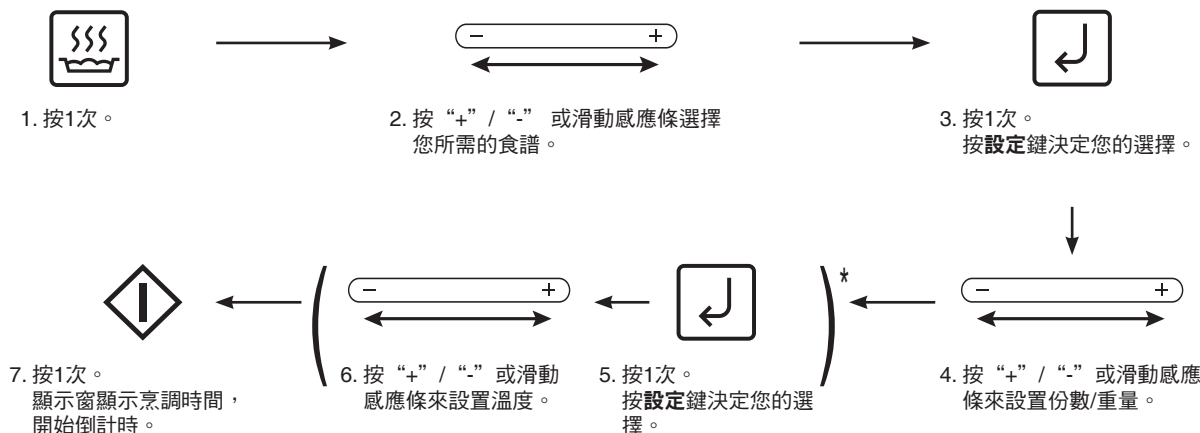 1. 按1次。
2. 按“+”/“-” 或滑動感應條選擇
您所需的食譜。
3. 按1次。
按設定鍵決定您的選擇。
4. 按“+”/“-”或滑動感應
條來設置份數/重量。
*
5. 按1次。
按設定鍵決定您的選
擇。
6. 按“+”/“-”或滑動
感應條來設置溫度。
7. 按1次。
顯示窗顯示烹調時間，
開始倒計時。